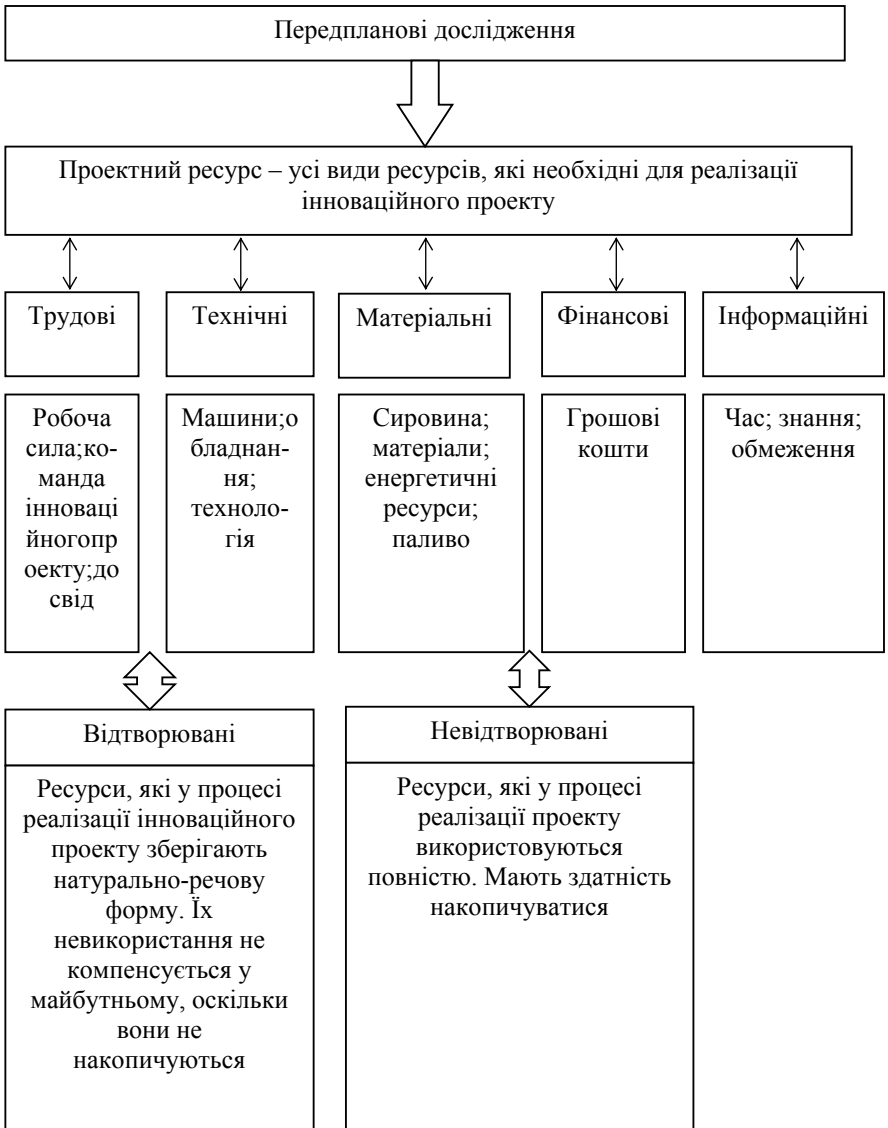 Передпланові дослідження
Проектний ресурс – усі види ресурсів, які необхідні для реалізації
інноваційного проекту
Трудові
Технічні
Матеріальні
Фінансові
Інформаційні
Робоча
сила;ко-
манда
інноваці
йногопр
оекту;до
свід
Машини;о
бладнан-
ня;
техноло-
гія
Сировина;
матеріали;
енергетичні
ресурси;
паливо
Грошові
кошти
Час; знання;
обмеження
Відтворювані
Ресурси, які у процесі
реалізації інноваційного
проекту зберігають
натурально-речову
форму. Їх
невикористання не
компенсується у
майбутньому, оскільки
вони не
накопичуються
Невідтворювані
Ресурси, які у процесі
реалізації проекту
використовуються
повністю. Мають здатність
накопичуватися